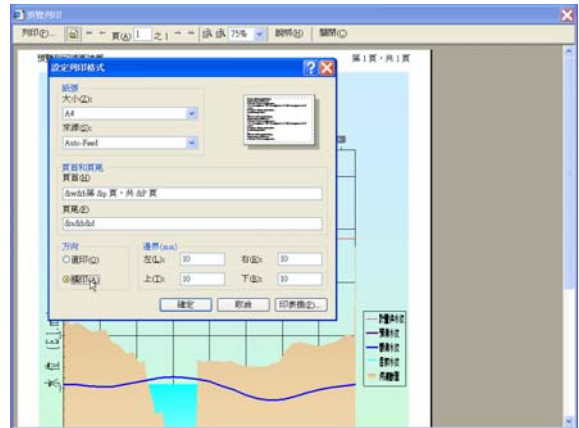 預覽列印
列印(P)... 頁(A) 1 之 1 75% 說明(H) 關閉(C)
第 1 頁，共 1 頁
設定列印格式
紙張
大小(Z):
A4
來源(S):
Auto-Feed
頁首和頁尾
頁首(H)
&w&b第 &p 頁，共 &P 頁
頁尾(F)
&u&b&d
方向
直印(O)
橫印(A)
邊界(mm)
左(L): 10 右(R): 10
上(T): 10 下(B): 10
確定 取消 印表機(P)...